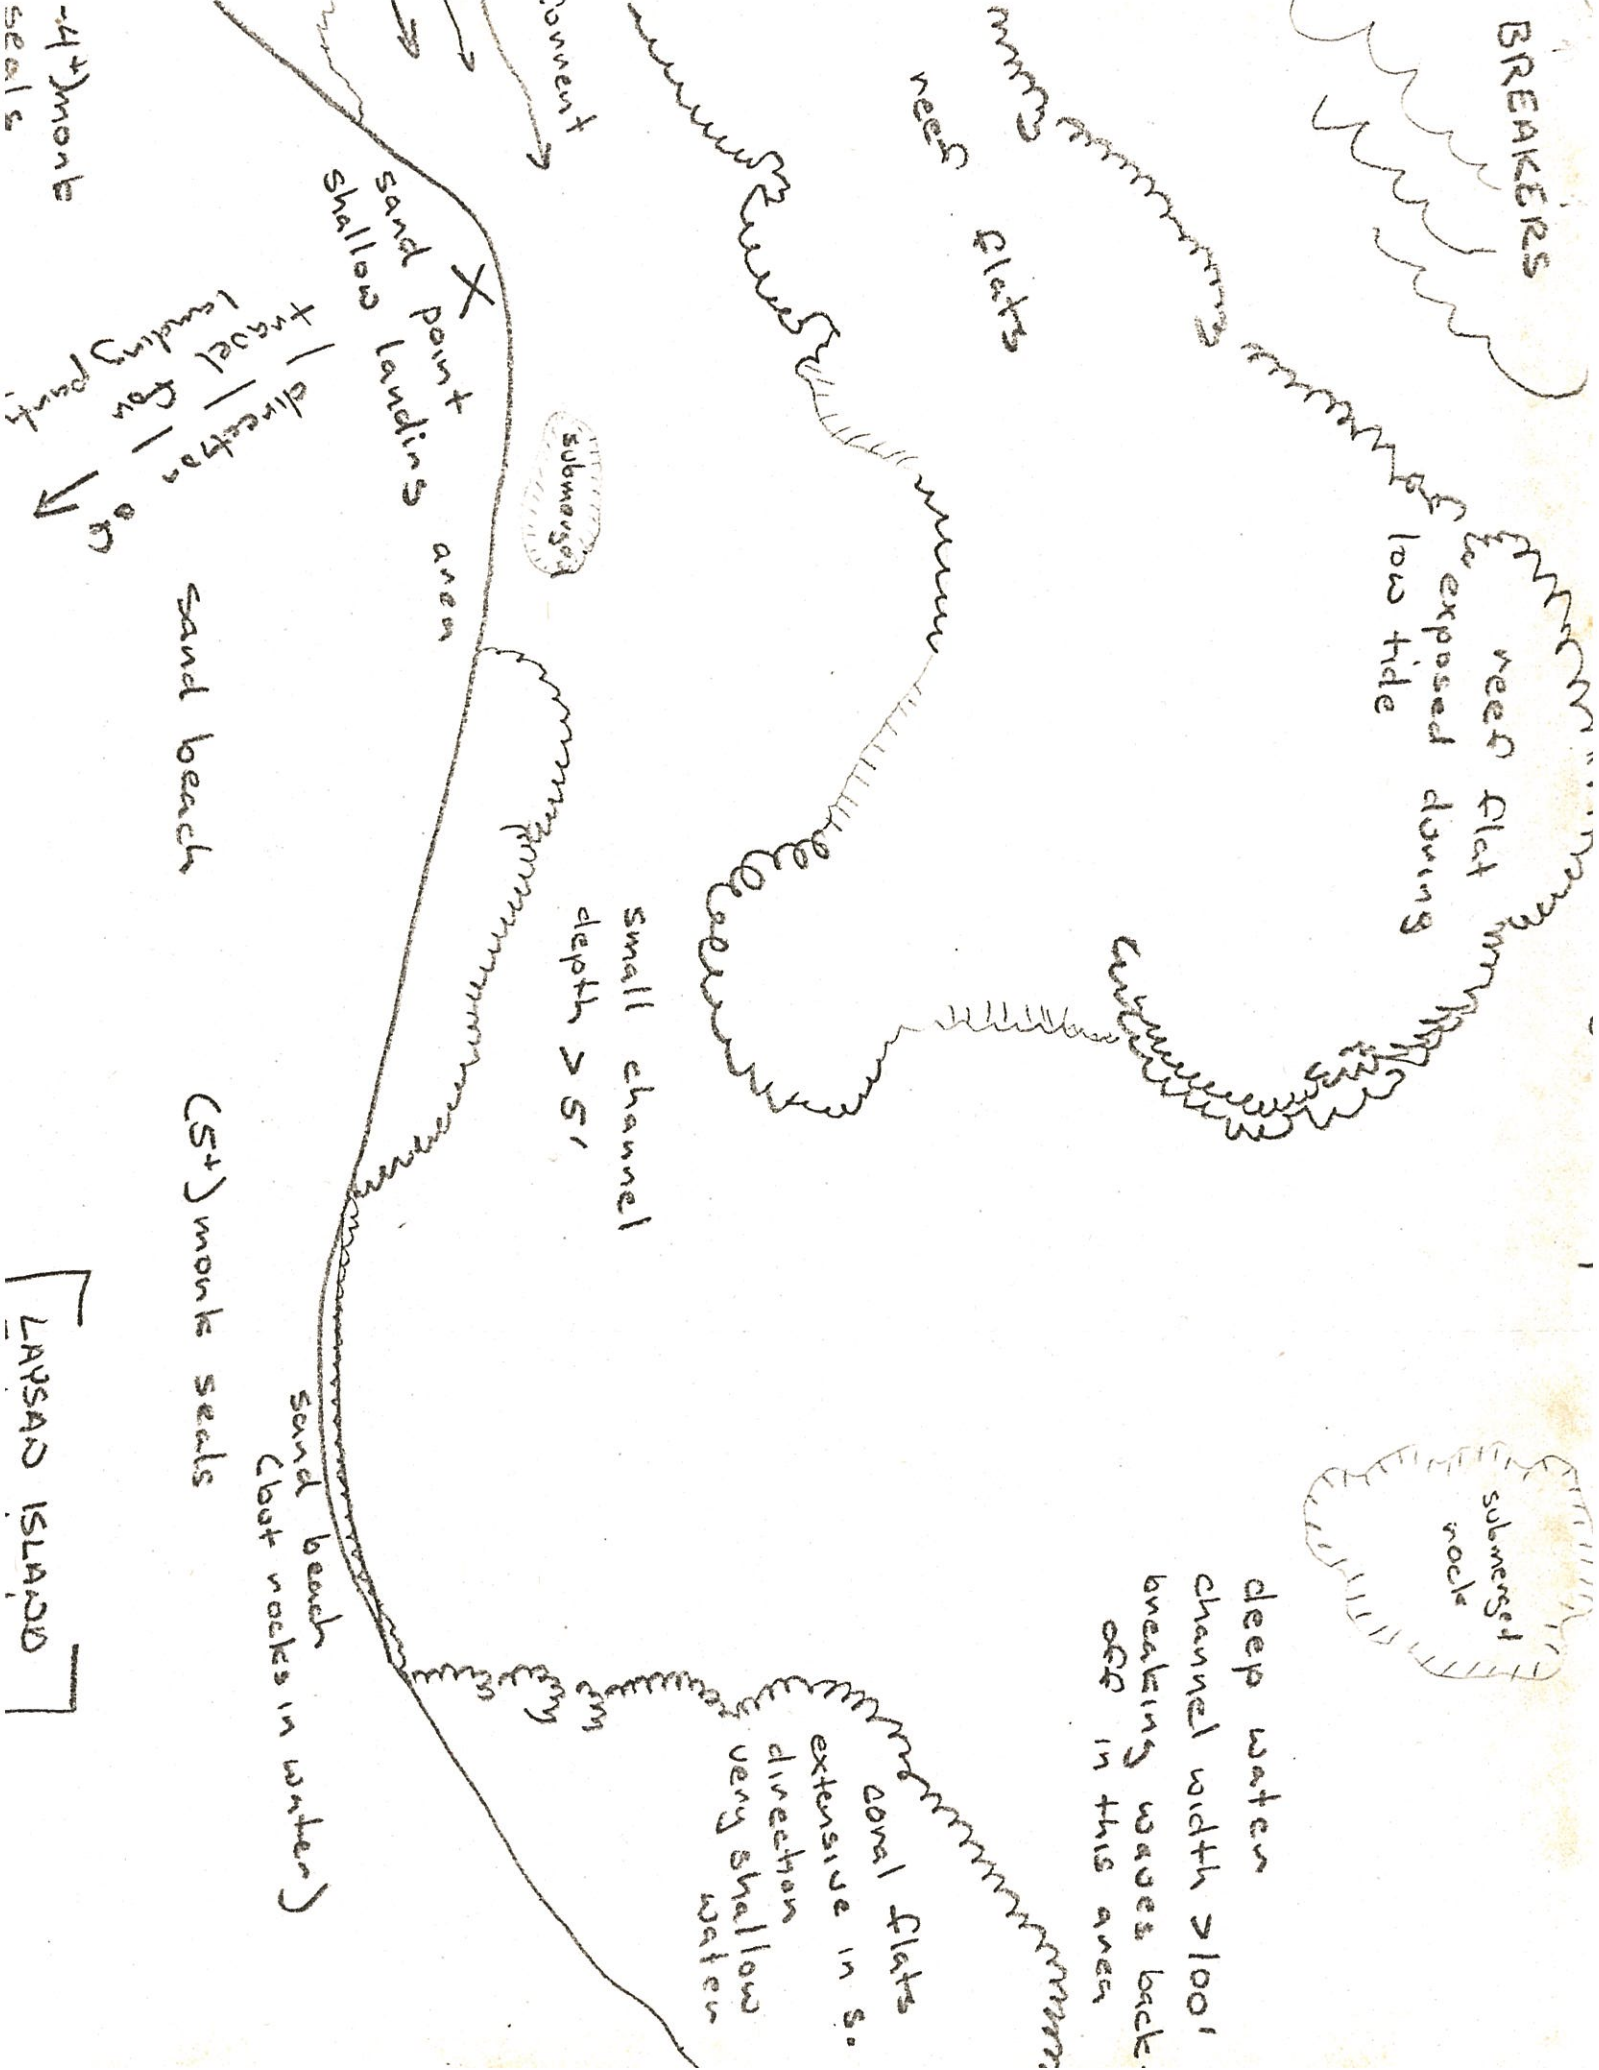 BREAKERS
reef flats
reef flat
exposed during
low tide
submerged
rock
deep water
channel width >100'
breaking waves back
off in this area
coral flats
extensive in s.
direction
very shallow
water
small channel
depth > 5'
submerged
sand point
shallow landing area
travel direction
for
landing point
sand beach
(5+) monk seals
sand beach
(but rocks in water)
-4+) monk
seals
LAYSAN ISLAND